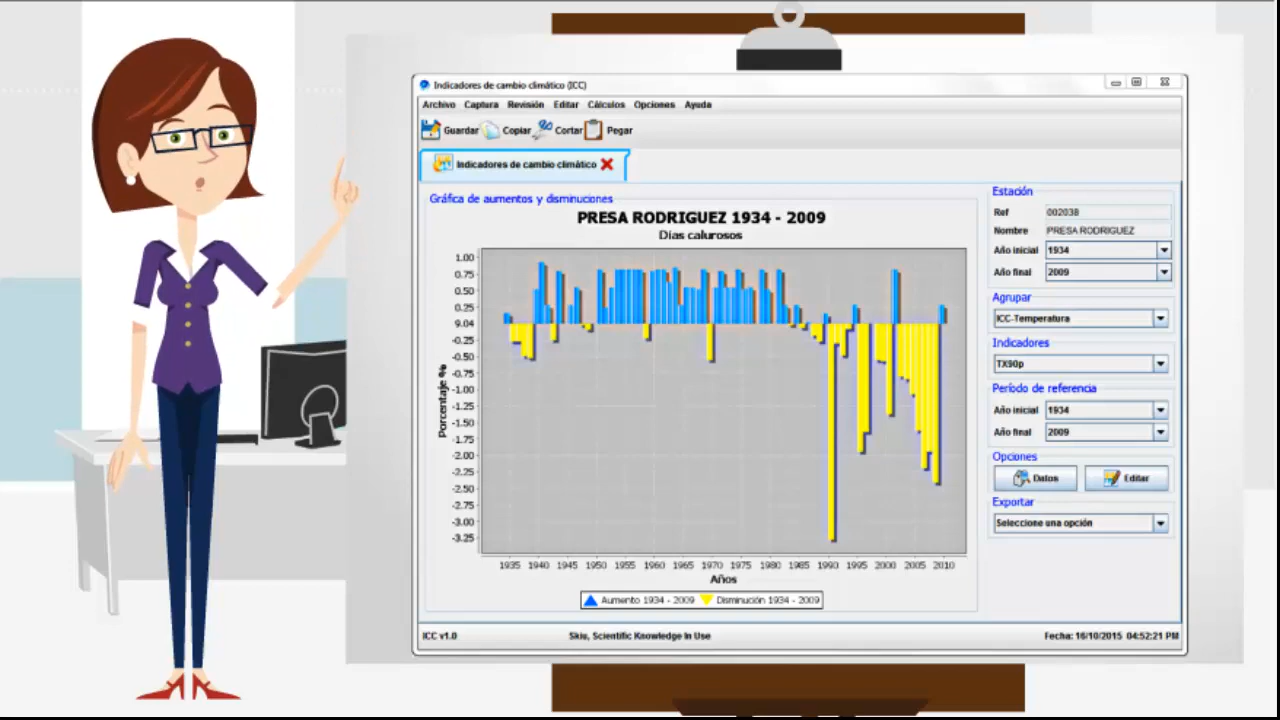 Indicadores de cambio climático (ICC)
Archivo Captura Revisión Editar Cálculos Opciones Ayuda
Guardar Copiar Cortar Pegar
Indicadores de cambio climático
Gráfica de aumentos y disminuciones
PRESA RODRIGUEZ 1934 - 2009
Días calurosos
1.00
0.75
0.50
0.25
9.04
-0.25
-0.50
-0.75
-1.00
-1.25
-1.50
-1.75
-2.00
-2.25
-2.50
-2.75
-3.00
-3.25
Porcentaje %
1935 1940 1945 1950 1955 1960 1965 1970 1975 1980 1985 1990 1995 2000 2005 2010
Años
Aumento 1934 - 2009 Disminución 1934 - 2009
Estación
Ref 002038
Nombre PRESA RODRIGUEZ
Año inicial 1934
Año final 2009
Agrupar
ICC-Temperatura
Indicadores
TX90p
Período de referencia
Año inicial 1934
Año final 2009
Opciones
Datos Editar
Exportar
Seleccione una opción
ICC v1.0 Skiu, Scientific Knowledge In Use Fecha: 16/10/2015 04:52:21 PM